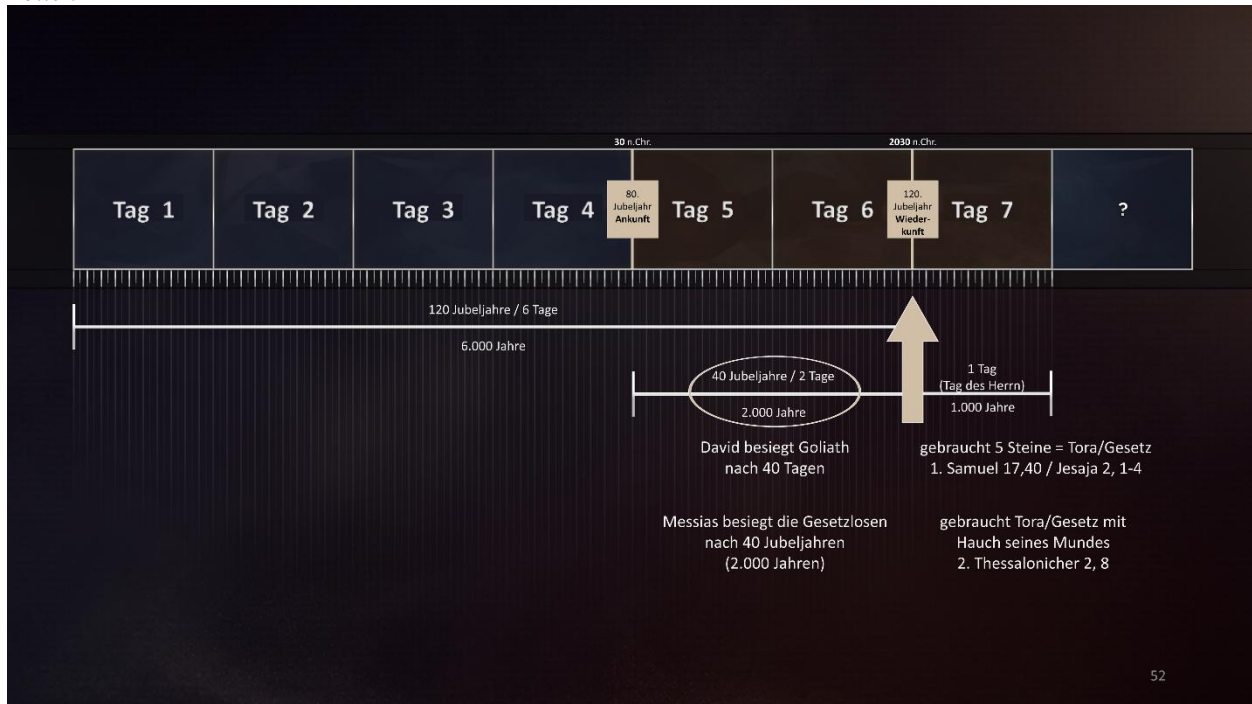 30 n.Chr.
2030 n.Chr.
Tag 1
Tag 2
Tag 3
Tag 4
80.
Jubeljahr
Ankunft
Tag 5
Tag 6
120.
Jubeljahr
Wieder-
kunft
Tag 7
?
120 Jubeljahre / 6 Tage
6.000 Jahre
40 Jubeljahre / 2 Tage
2.000 Jahre
1 Tag
(Tag des Herrn)
1.000 Jahre
David besiegt Goliath
nach 40 Tagen
gebraucht 5 Steine = Tora/Gesetz
1. Samuel 17,40 / Jesaja 2, 1-4
Messias besiegt die Gesetzlosen
nach 40 Jubeljahren
(2.000 Jahren)
gebraucht Tora/Gesetz mit
Hauch seines Mundes
2. Thessalonicher 2, 8
52